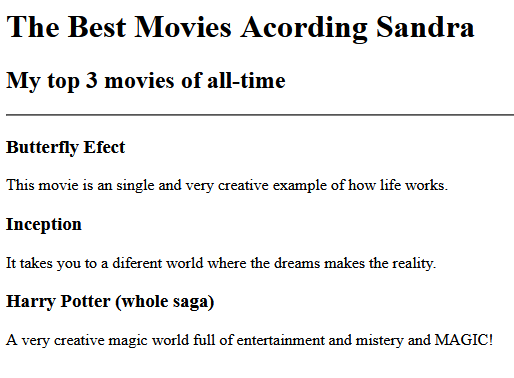 The Best Movies Acording Sandra
My top 3 movies of all-time
Butterfly Efect
This movie is an single and very creative example of how life works.
Inception
It takes you to a diferent world where the dreams makes the reality.
Harry Potter (whole saga)
A very creative magic world full of entertainment and mistery and MAGIC!